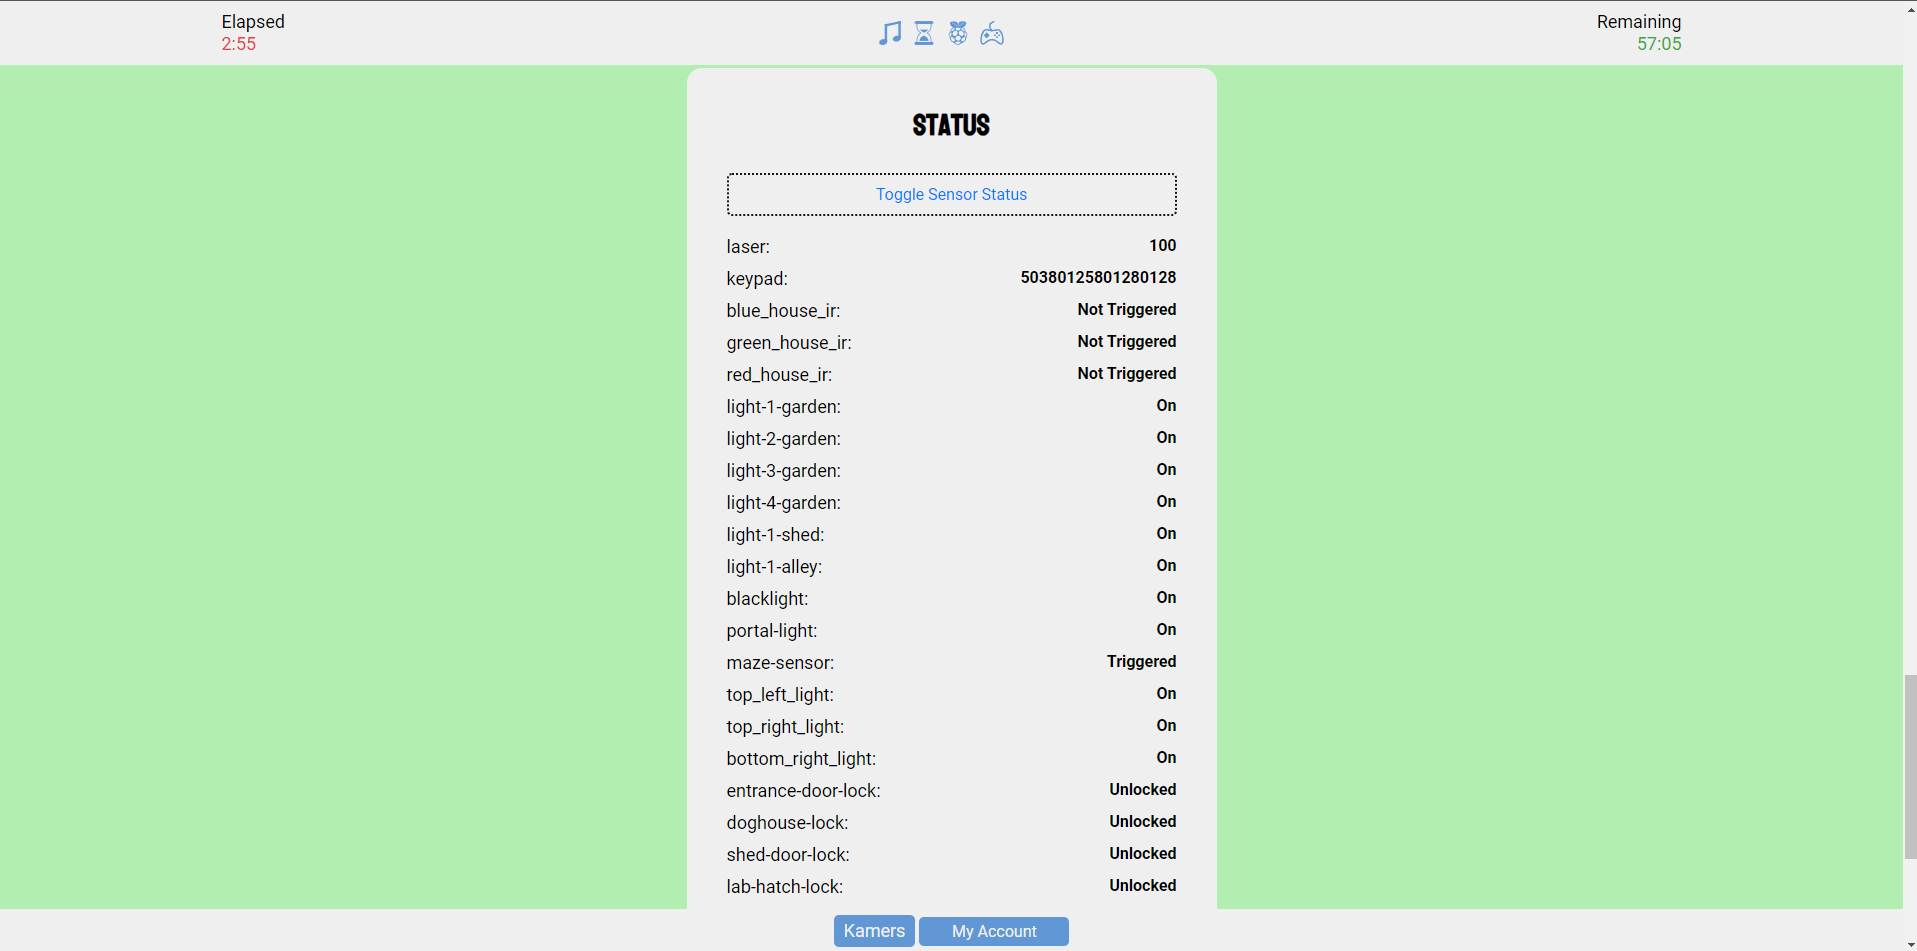 Elapsed
2:55
Remaining
57:05
STATUS
Toggle Sensor Status
laser: 100
keypad: 50380125801280128
blue_house_ir: Not Triggered
green_house_ir: Not Triggered
red_house_ir: Not Triggered
light-1-garden: On
light-2-garden: On
light-3-garden: On
light-4-garden: On
light-1-shed: On
light-1-alley: On
blacklight: On
portal-light: On
maze-sensor: Triggered
top_left_light: On
top_right_light: On
bottom_right_light: On
entrance-door-lock: Unlocked
doghouse-lock: Unlocked
shed-door-lock: Unlocked
lab-hatch-lock: Unlocked
Kamers My Account